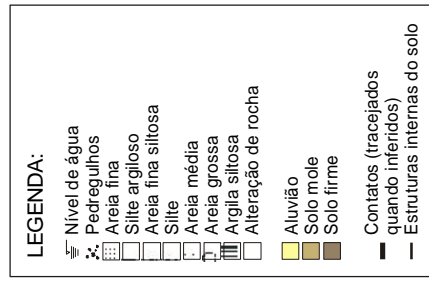 LEGENDA:
Nível de água
Pedregulhos
Areia fina
Silte argiloso
Areia fina siltosa
Silte
Areia média
Areia grossa
Argila siltosa
Alteração de rocha
Aluvião
Solo mole
Solo firme
Contatos (tracejados
quando inferidos)
Estruturas internas do solo